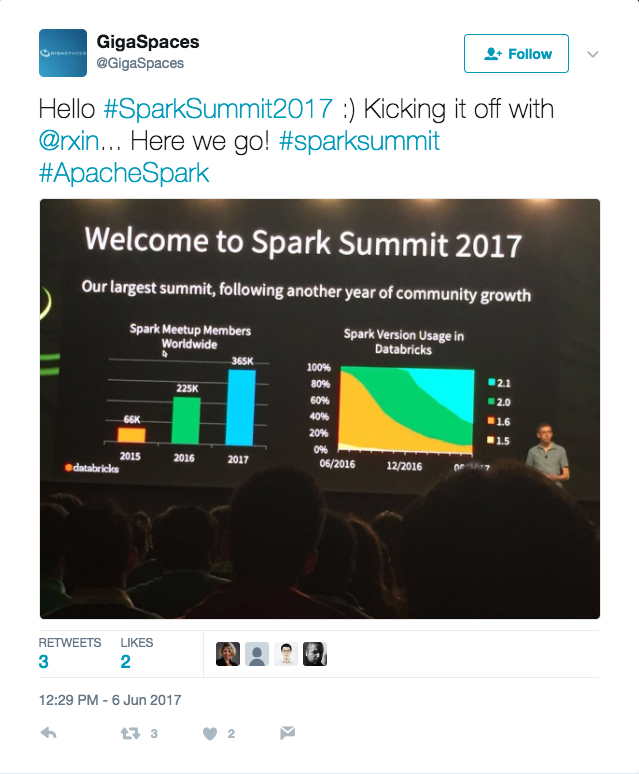 GigaSpaces
@GigaSpaces
Follow
Hello #SparkSummit2017 :) Kicking it off with
@rxin... Here we go! #sparksummit
#ApacheSpark
Welcome to Spark Summit 2017
Our largest summit, following another year of community growth
Spark Meetup Members
Worldwide
365K
225K
66K
2015 2016 2017
databricks
Spark Version Usage in
Databricks
100%
80%
60%
40%
20%
0%
06/2016 12/2016
2.1
2.0
1.6
1.5
RETWEETS LIKES
3 2
12:29 PM - 6 Jun 2017
3 2